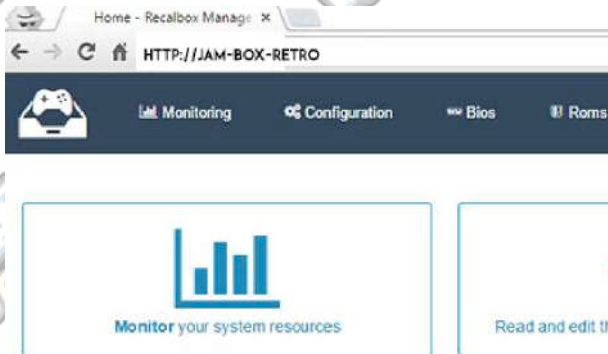 Home - Recalbox Manage
HTTP://JAM-BOX-RETRO
Monitoring Configuration Bios Roms
Monitor your system resources
Read and edit th